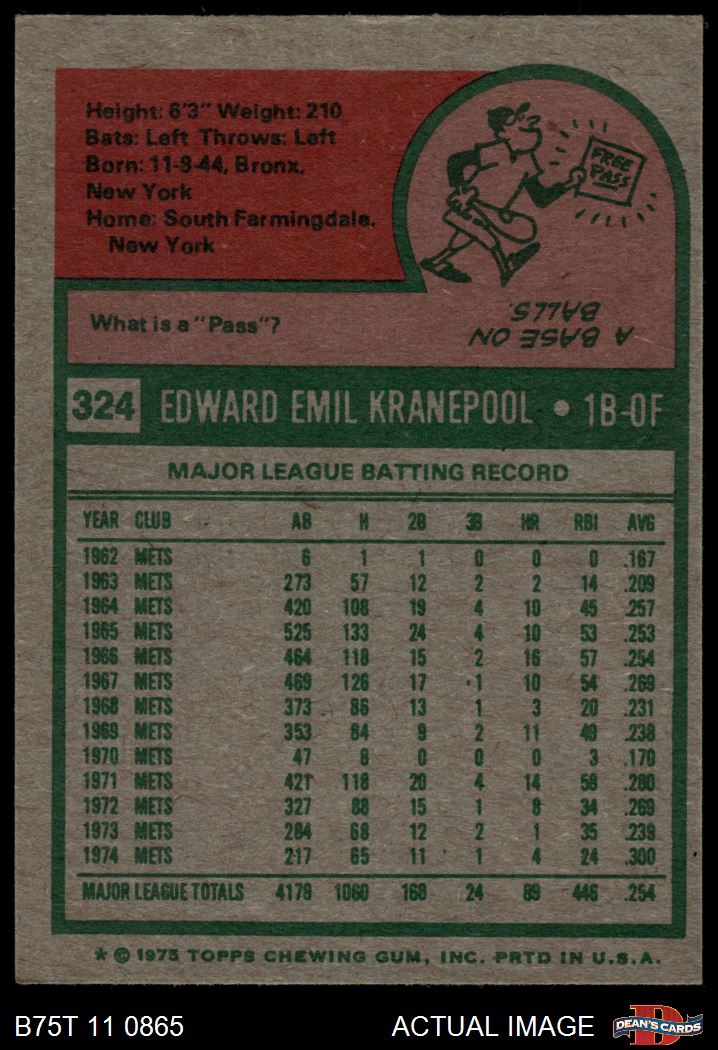 Height: 6'3" Weight: 210
Bats: Left Throws: Left
Born: 11-8-44, Bronx,
New York
Home: South Farmingdale,
New York
FREE
PASS
What is a "Pass"?
A BASE ON
BALLS.
324 EDWARD EMIL KRANEPOOL • 1B-OF
MAJOR LEAGUE BATTING RECORD
YEAR CLUB AB H 2B 3B HR RBI AVG
1962 METS 6 1 1 0 0 0 .167
1963 METS 273 57 12 2 2 14 .209
1964 METS 420 108 19 4 10 45 .257
1965 METS 525 133 24 4 10 53 .253
1966 METS 464 118 15 2 16 57 .254
1967 METS 469 126 17 1 10 54 .269
1968 METS 373 86 13 1 3 20 .231
1969 METS 353 84 9 2 11 49 .238
1970 METS 47 8 0 0 0 3 .170
1971 METS 421 118 20 4 14 58 .280
1972 METS 327 88 15 1 8 34 .269
1973 METS 284 68 12 2 1 35 .239
1974 METS 217 65 11 1 4 24 .300
MAJOR LEAGUE TOTALS 4179 1060 168 24 89 446 .254
* © 1975 TOPPS CHEWING GUM, INC. PRTD IN U.S.A.
B75T 11 0865 ACTUAL IMAGE DEAN'S CARDS